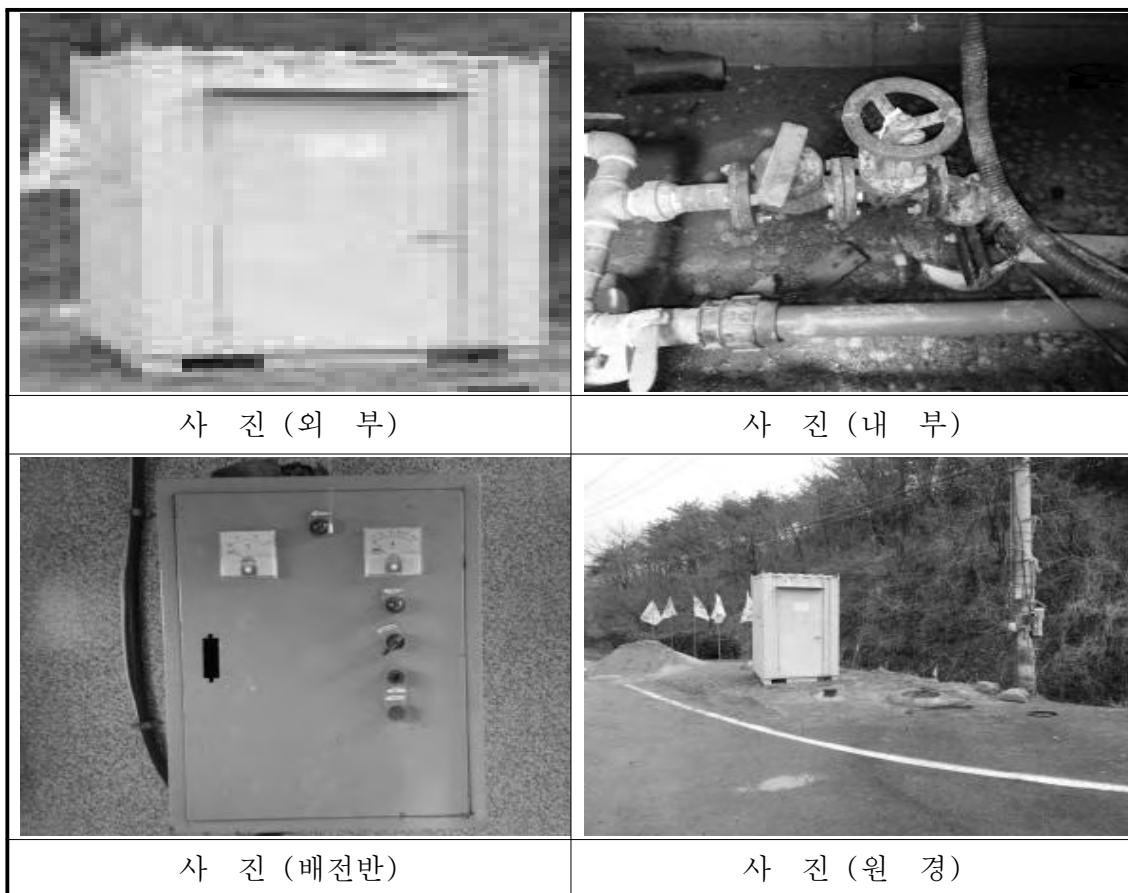 사 진 (외 부)
사 진 (내 부)
사 진 (배전반)
사 진 (원 경)